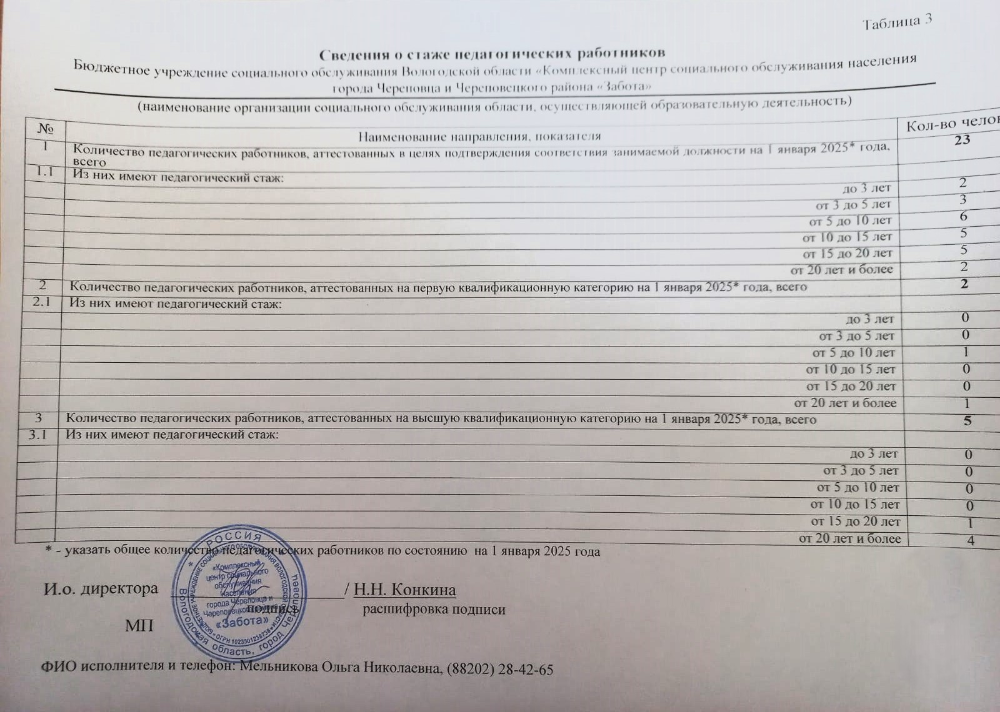 Таблица 3
Сведения о стаже педагогических работников
Бюджетное учреждение социального обслуживания Вологодской области «Комплексный центр социального обслуживания населения
города Череповца и Череповецкого района «Забота»
(наименование организации социального обслуживания области, осуществляющей образовательную деятельность)
№ Наименование направления, показателя Кол-во челов
1 Количество педагогических работников, аттестованных в целях подтверждения соответствия занимаемой должности на 1 января 2025* года, 23
всего
1.1 Из них имеют педагогический стаж:
до 3 лет 2
от 3 до 5 лет 3
от 5 до 10 лет 6
от 10 до 15 лет 5
от 15 до 20 лет 5
от 20 лет и более 2
2 Количество педагогических работников, аттестованных на первую квалификационную категорию на 1 января 2025* года, всего 2
2.1 Из них имеют педагогический стаж:
до 3 лет 0
от 3 до 5 лет 0
от 5 до 10 лет 1
от 10 до 15 лет 0
от 15 до 20 лет 0
от 20 лет и более 1
3 Количество педагогических работников, аттестованных на высшую квалификационную категорию на 1 января 2025* года, всего 5
3.1 Из них имеют педагогический стаж:
до 3 лет 0
от 3 до 5 лет 0
от 5 до 10 лет 0
от 10 до 15 лет 0
от 15 до 20 лет 1
от 20 лет и более 4
* - указать общее количество педагогических работников по состоянию на 1 января 2025 года
И.о. директора / Н.Н. Конкина
подпись расшифровка подписи
МП
РОССИЯ
Вологодская область, город Череповец
«Комплексный
центр социального
обслуживания
населения
города Череповца и
Череповецкого
«Забота»
ФИО исполнителя и телефон: Мельникова Ольга Николаевна, (88202) 28-42-65